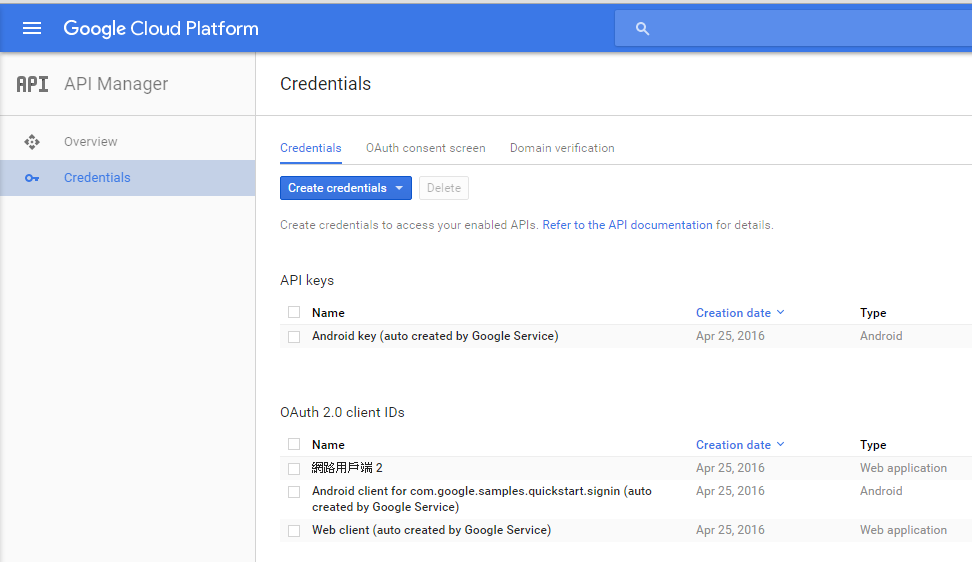 Google Cloud Platform
API API Manager
Credentials
Overview
Credentials
Credentials OAuth consent screen Domain verification
Create credentials Delete
Create credentials to access your enabled APIs. Refer to the API documentation for details.
API keys
Name Creation date Type
Android key (auto created by Google Service) Apr 25, 2016 Android
OAuth 2.0 client IDs
Name Creation date Type
網路用戶端 2 Apr 25, 2016 Web application
Android client for com.google.samples.quickstart.signin (auto Apr 25, 2016 Android
created by Google Service)
Web client (auto created by Google Service) Apr 25, 2016 Web application